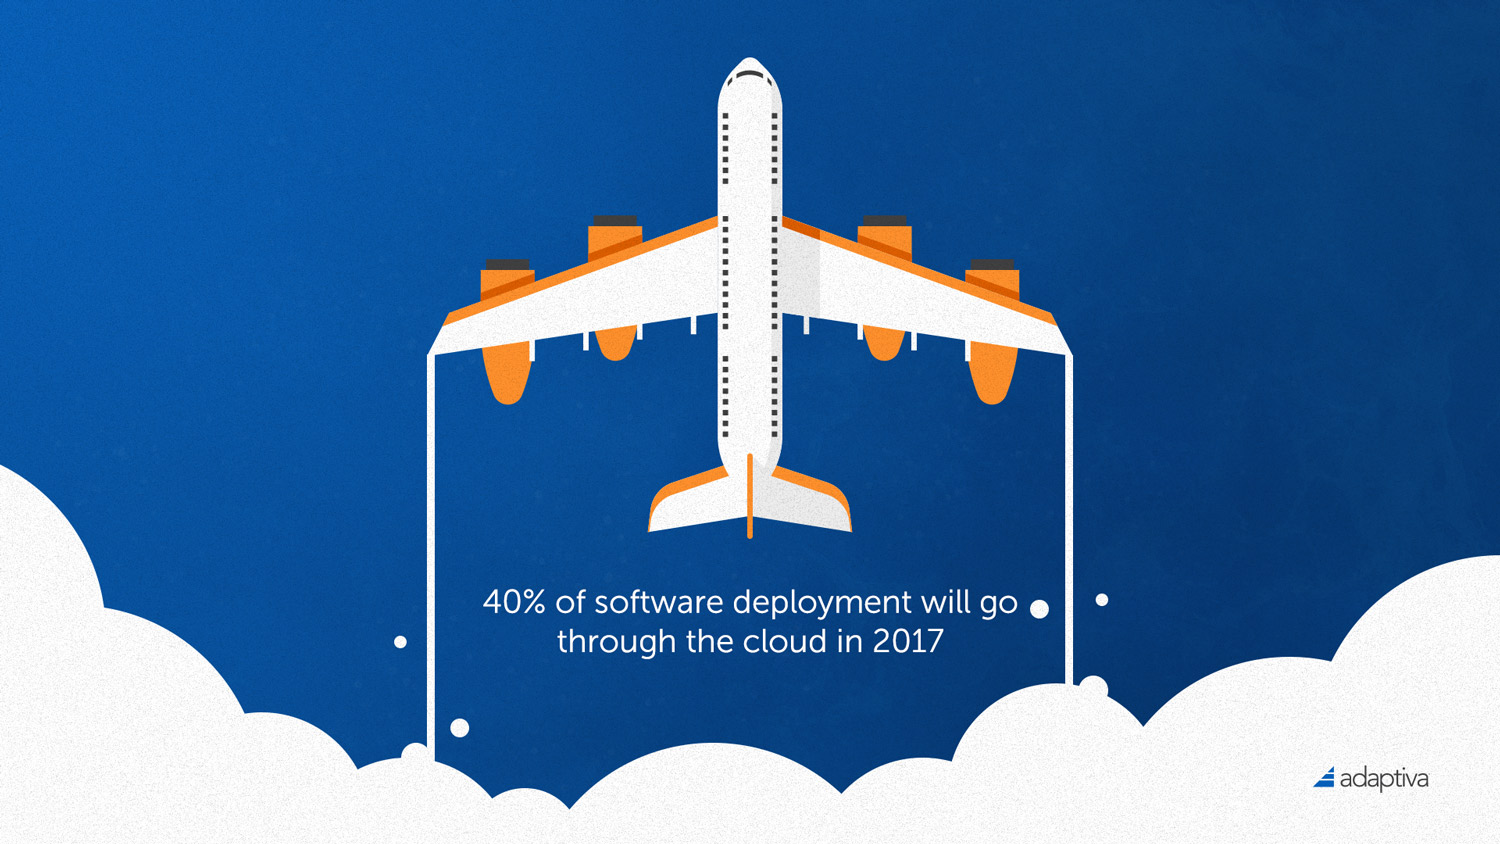 40% of software deployment will go
through the cloud in 2017
adaptiva